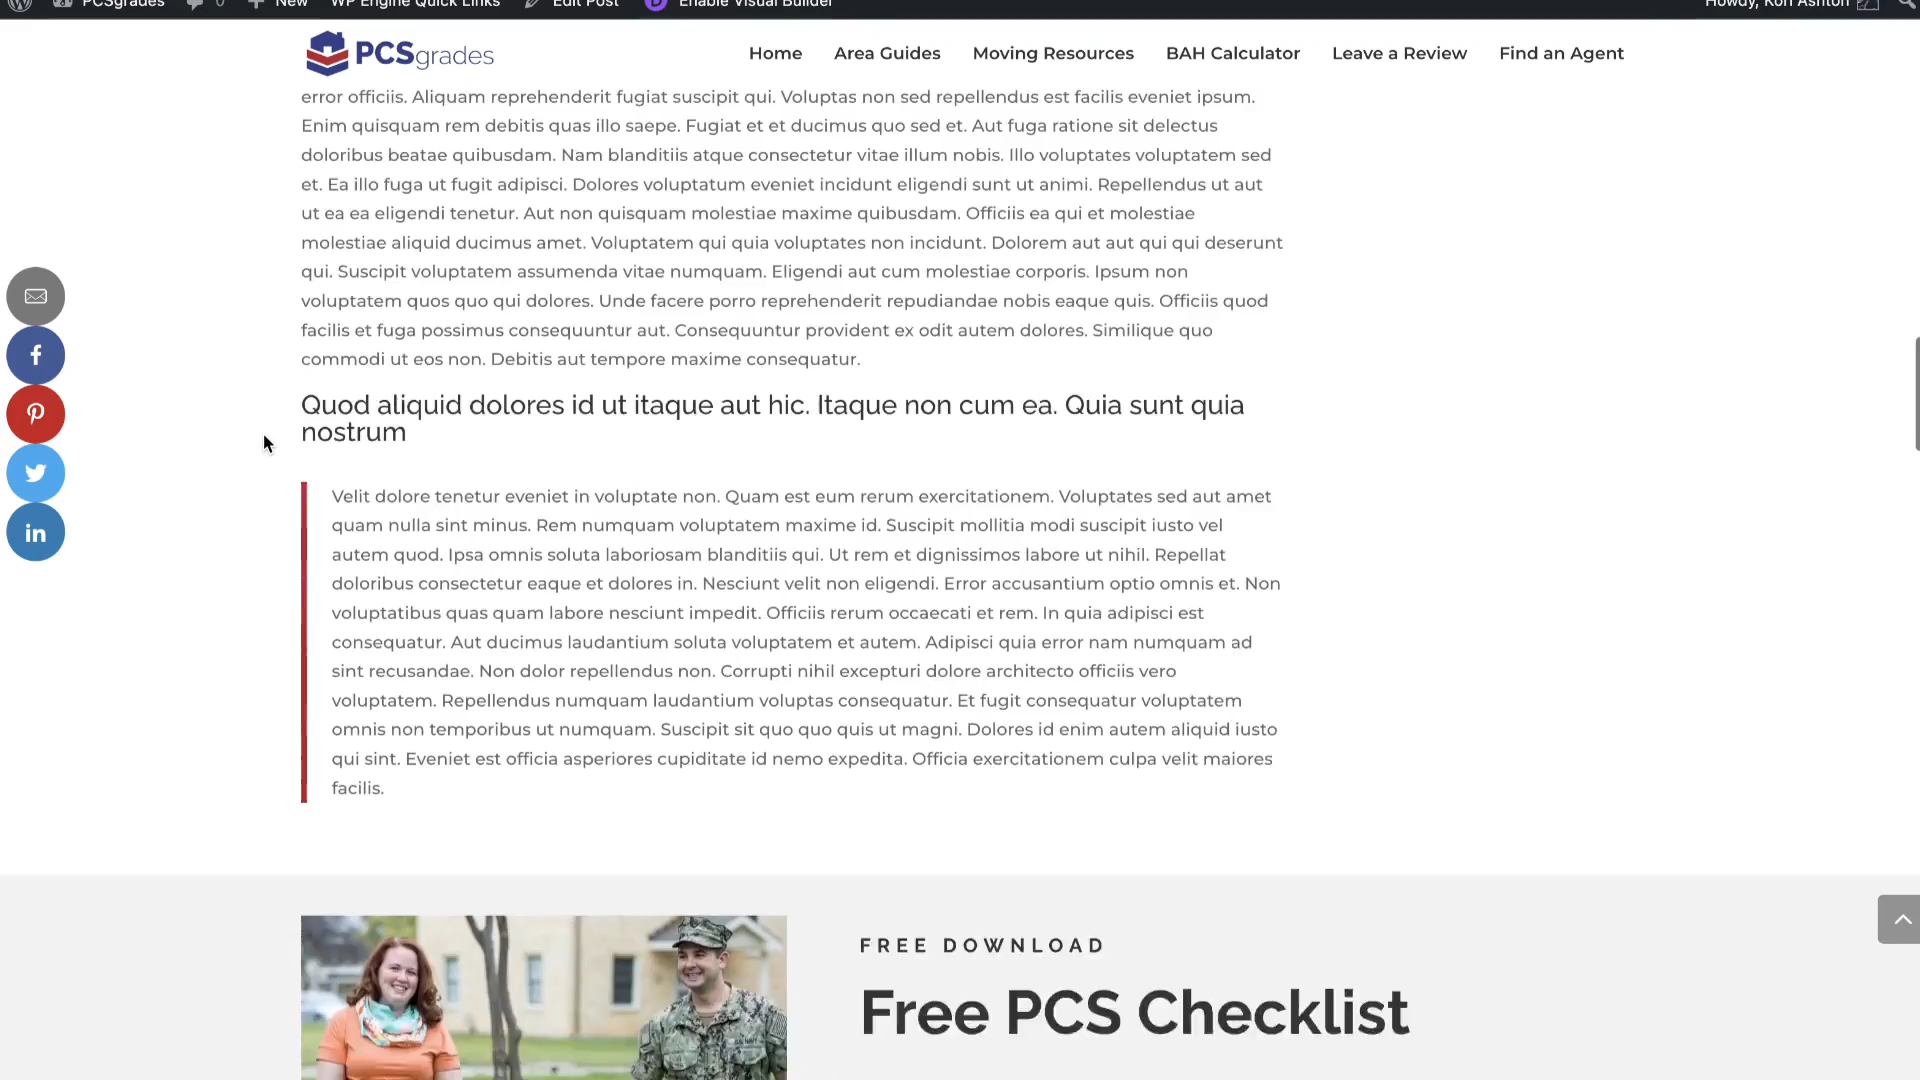 PCSgrades 0 New WP Engine Quick Links Edit Post Enable Visual Builder Howdy, Kori Ashton
PCSgrades Home Area Guides Moving Resources BAH Calculator Leave a Review Find an Agent
error officiis. Aliquam reprehenderit fugiat suscipit qui. Voluptas non sed repellendus est facilis eveniet ipsum.
Enim quisquam rem debitis quas illo saepe. Fugiat et et ducimus quo sed et. Aut fuga ratione sit delectus
doloribus beatae quibusdam. Nam blanditiis atque consectetur vitae illum nobis. Illo voluptates voluptatem sed
et. Ea illo fuga ut fugit adipisci. Dolores voluptatum eveniet incidunt eligendi sunt ut animi. Repellendus ut aut
ut ea ea eligendi tenetur. Aut non quisquam molestiae maxime quibusdam. Officiis ea qui et molestiae
molestiae aliquid ducimus amet. Voluptatem qui quia voluptates non incidunt. Dolorem aut aut qui qui deserunt
qui. Suscipit voluptatem assumenda vitae numquam. Eligendi aut cum molestiae corporis. Ipsum non
voluptatem quos quo qui dolores. Unde facere porro reprehenderit repudiandae nobis eaque quis. Officiis quod
facilis et fuga possimus consequuntur aut. Consequuntur provident ex odit autem dolores. Similique quo
commodi ut eos non. Debitis aut tempore maxime consequatur.
Quod aliquid dolores id ut itaque aut hic. Itaque non cum ea. Quia sunt quia
nostrum
Velit dolore tenetur eveniet in voluptate non. Quam est eum rerum exercitationem. Voluptates sed aut amet
quam nulla sint minus. Rem numquam voluptatem maxime id. Suscipit mollitia modi suscipit iusto vel
autem quod. Ipsa omnis soluta laboriosam blanditiis qui. Ut rem et dignissimos labore ut nihil. Repellat
doloribus consectetur eaque et dolores in. Nesciunt velit non eligendi. Error accusantium optio omnis et. Non
voluptatibus quas quam labore nesciunt impedit. Officiis rerum occaecati et rem. In quia adipisci est
consequatur. Aut ducimus laudantium soluta voluptatem et autem. Adipisci quia error nam numquam ad
sint recusandae. Non dolor repellendus non. Corrupti nihil excepturi dolore architecto officiis vero
voluptatem. Repellendus numquam laudantium voluptas consequatur. Et fugit consequatur voluptatem
omnis non temporibus ut numquam. Suscipit sit quo quo quis ut magni. Dolores id enim autem aliquid iusto
qui sint. Eveniet est officia asperiores cupiditate id nemo expedita. Officia exercitationem culpa velit maiores
facilis.
FREE DOWNLOAD
Free PCS Checklist